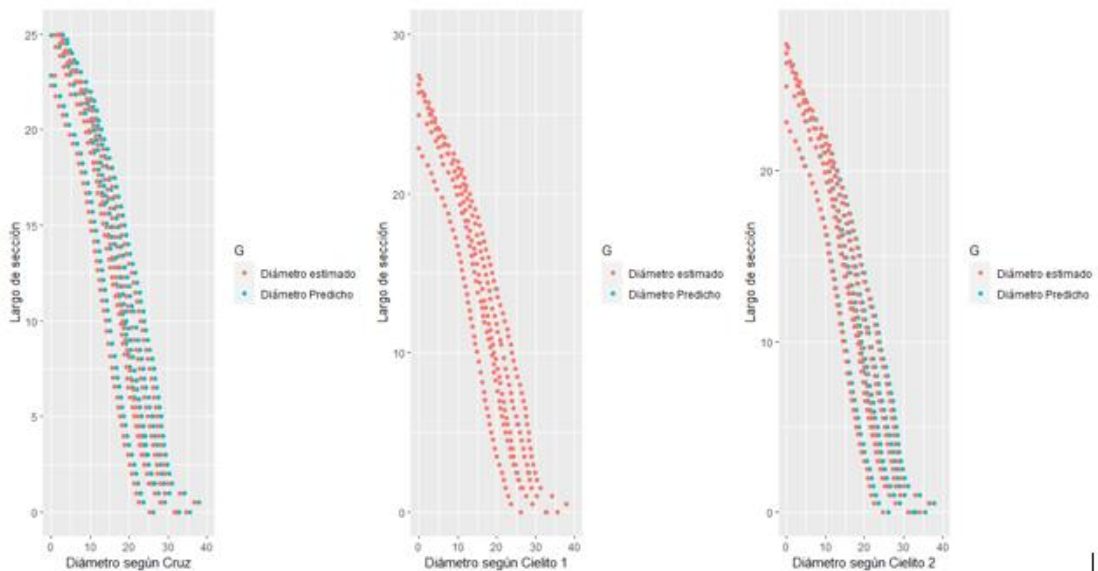 25
20
15
10
5
0
Largo de sección
0 10 20 30 40
Diámetro según Cruz
G
Diámetro estimado
Diámetro Predicho
30
20
10
0
Largo de sección
0 10 20 30 40
Diámetro según Cielito 1
G
Diámetro estimado
Diámetro Predicho
20
10
0
Largo de sección
0 10 20 30 40
Diámetro según Cielito 2
G
Diámetro estimado
Diámetro Predicho